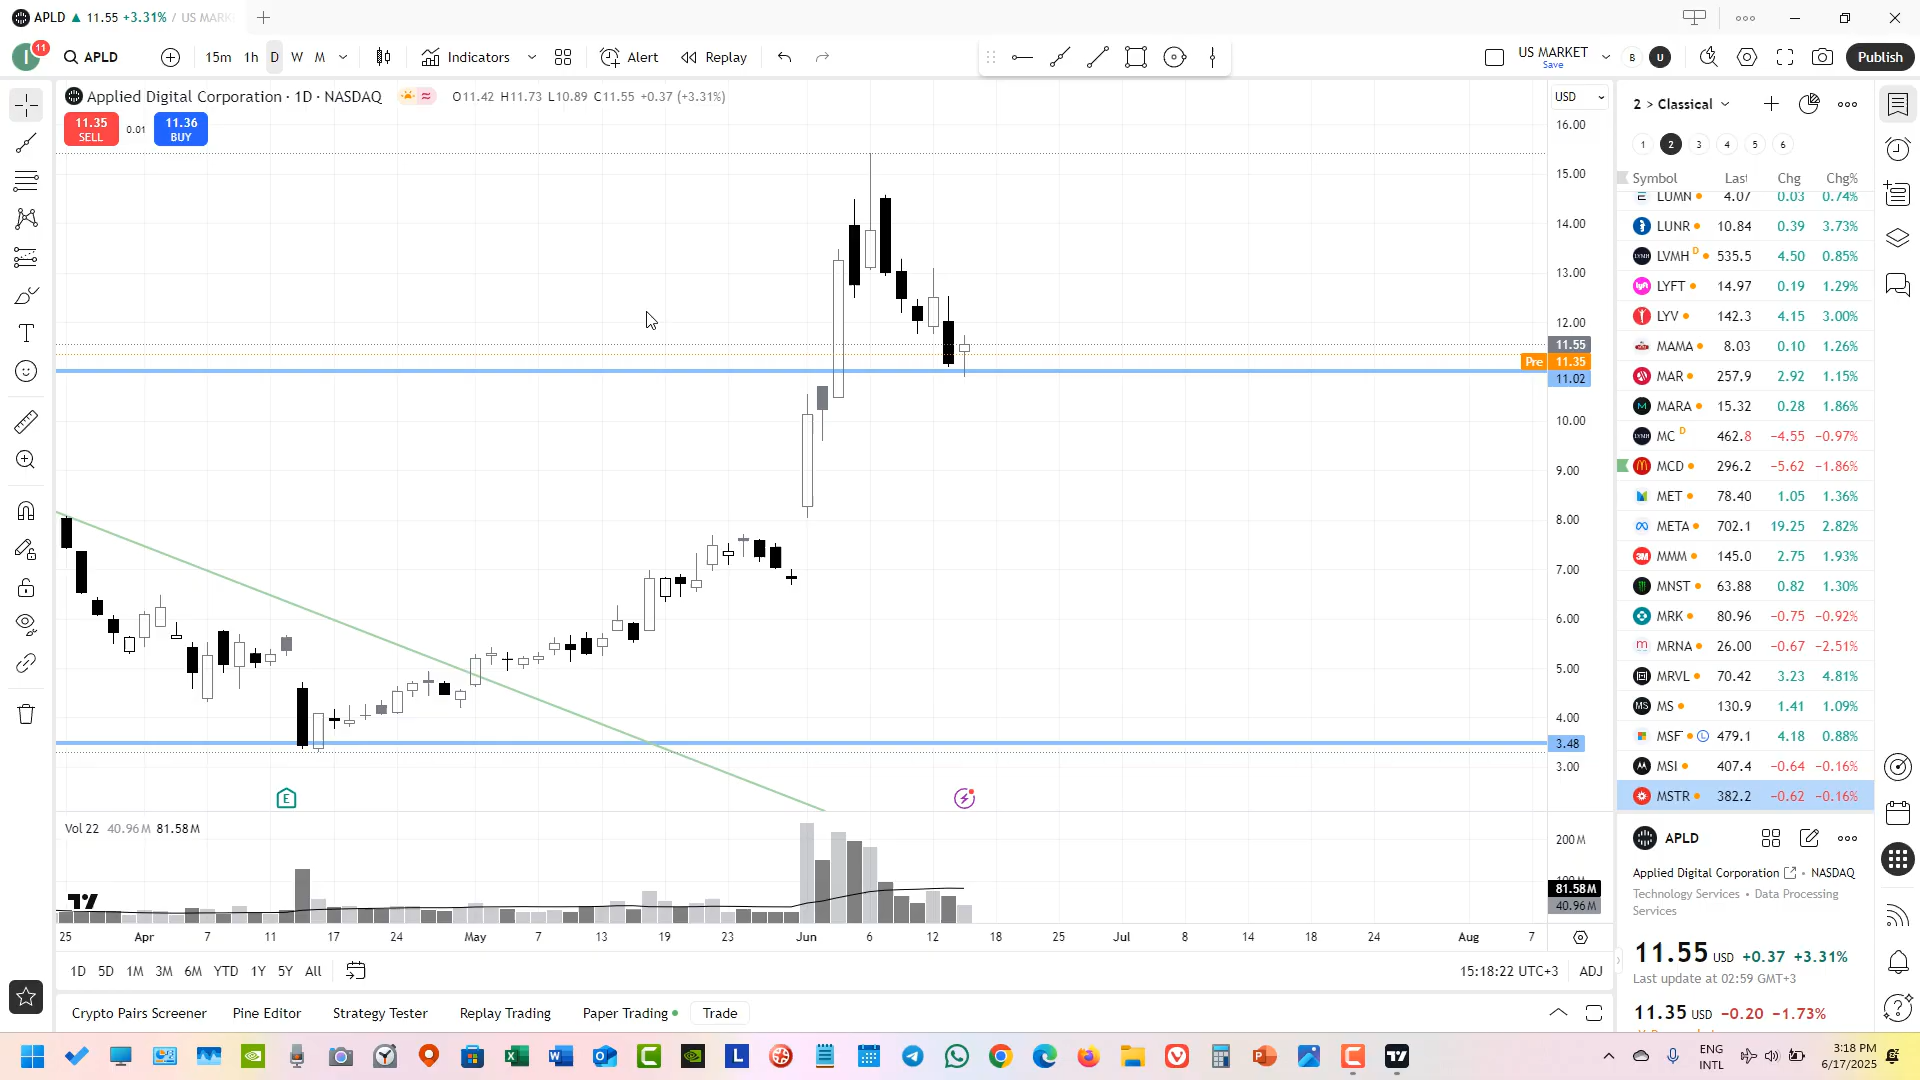 APLD ▲ 11.55 +3.31% / US MARK
APLD
15m 1h D W M
Indicators
Alert
Replay
US MARKET
Save
B
U
Publish
11
Applied Digital Corporation · 1D · NASDAQ
O11.42 H11.73 L10.89 C11.55 +0.37 (+3.31%)
11.35
SELL
0.01
11.36
BUY
USD
16.00
15.00
14.00
13.00
12.00
11.55
Pre 11.35
11.02
10.00
9.00
8.00
7.00
6.00
5.00
4.00
3.48
3.00
E
Vol 22 40.96M 81.58M
200M
81.58M
40.96M
25 Apr 7 11 17 24 May 7 13 19 23 Jun 6 12 18 25 Jul 8 14 18 24 Aug 7
1D 5D 1M 3M 6M YTD 1Y 5Y All
15:18:22 UTC+3 ADJ
Crypto Pairs Screener Pine Editor Strategy Tester Replay Trading Paper Trading Trade
2 > Classical
1 2 3 4 5 6
Symbol Last Chg Chg%
LUMN 4.07 0.03 0.74%
LUNR 10.84 0.39 3.73%
LVMH D 535.5 4.50 0.85%
LYFT 14.97 0.19 1.29%
LYV 142.3 4.15 3.00%
MAMA 8.03 0.10 1.26%
MAR 257.9 2.92 1.15%
MARA 15.32 0.28 1.86%
MC D 462.8 −4.55 −0.97%
MCD 296.2 −5.62 −1.86%
MET 78.40 1.05 1.36%
META 702.1 19.25 2.82%
MMM 145.0 2.75 1.93%
MNST 63.88 0.82 1.30%
MRK 80.96 −0.75 −0.92%
MRNA 26.00 −0.67 −2.51%
MRVL 70.42 3.23 4.81%
MS 130.9 1.41 1.09%
MSF L 479.1 4.18 0.88%
MSI 407.4 −0.64 −0.16%
MSTR 382.2 −0.62 −0.16%
APLD
Applied Digital Corporation • NASDAQ
Technology Services • Data Processing
Services
11.55 USD +0.37 +3.31%
Last update at 02:59 GMT+3
11.35 USD −0.20 −1.73%
ENG
INTL
3:18 PM
6/17/2025